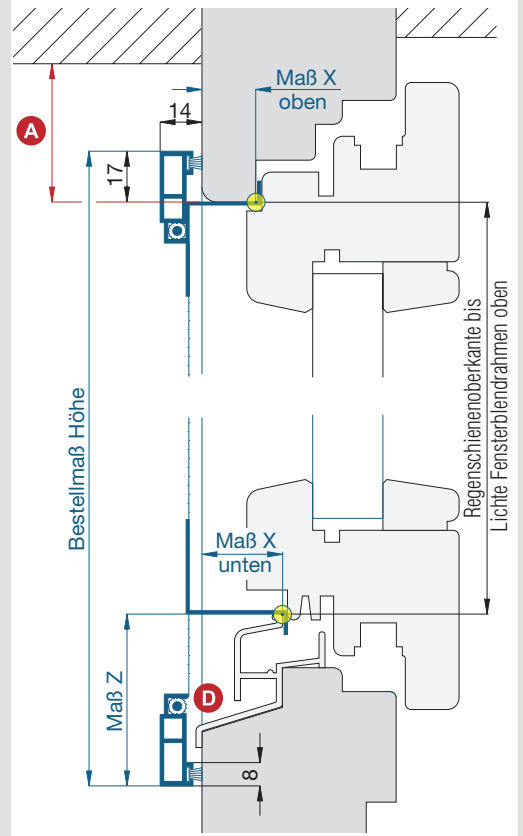 Maß X
oben
14
A
17
Bestellmaß Höhe
Regenschienenoberkante bis
Lichte Fensterblendrahmen oben
Maß X
unten
Maß Z
D
8